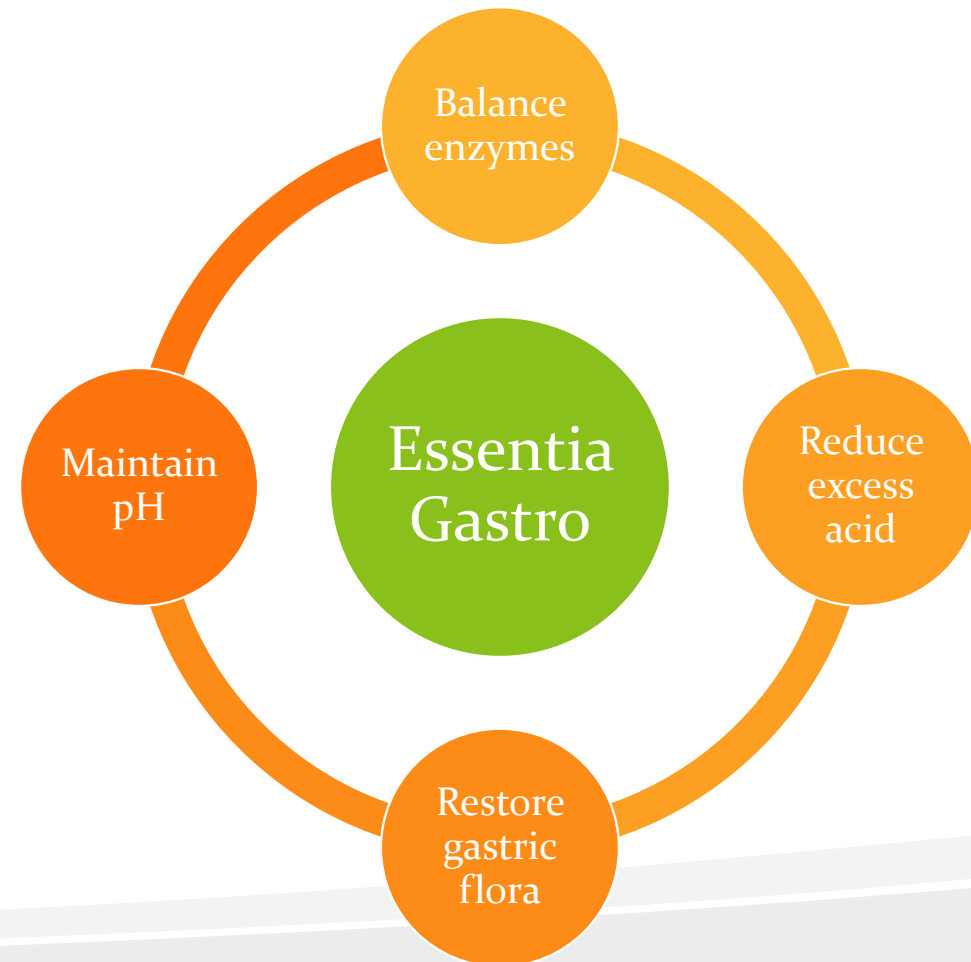 Balance
enzymes
Essentia
Gastro
Reduce
excess
acid
Restore
gastric
flora
Maintain
pH